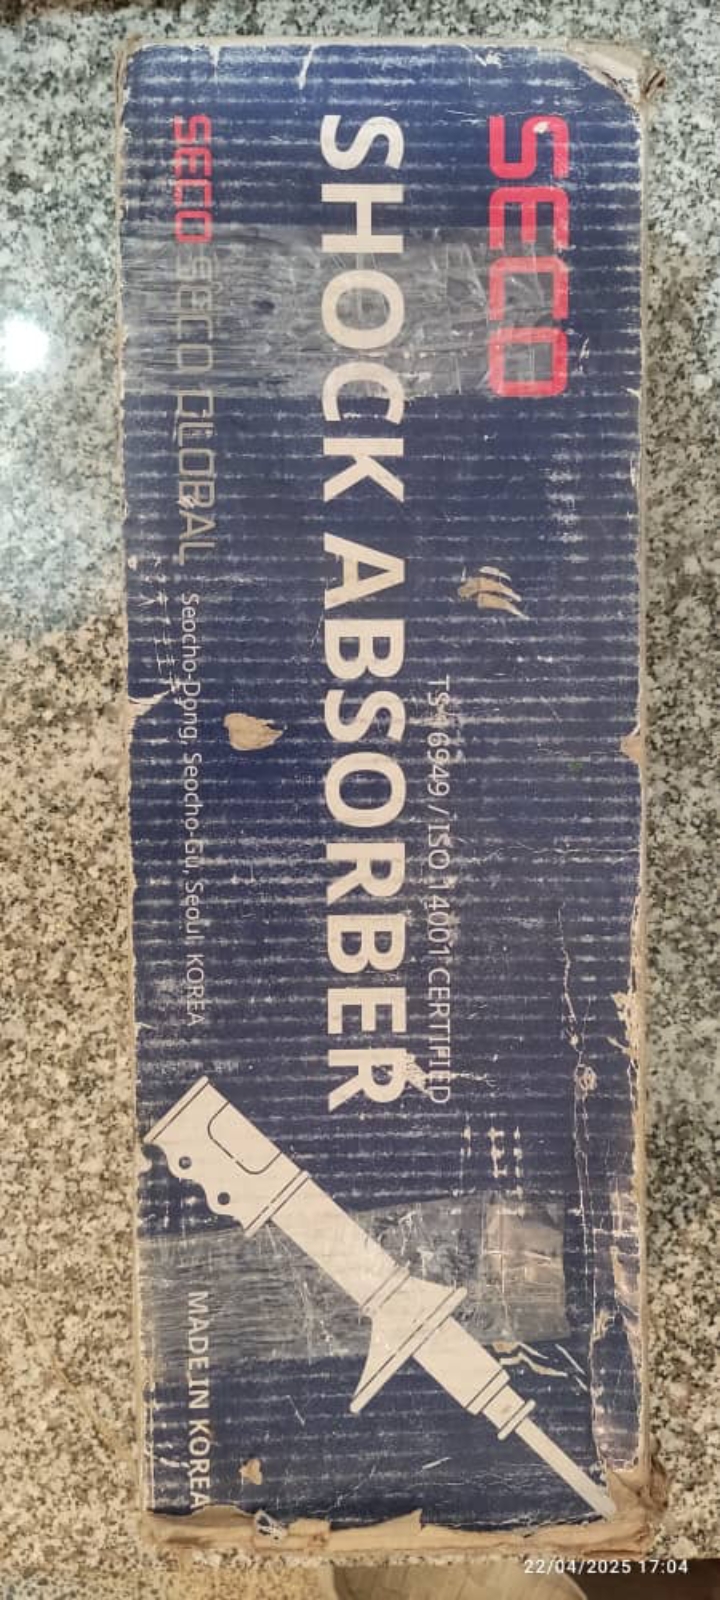 SECO
TS-16949 / ISO 14001 CERTIFIED
SHOCK ABSORBER
SECO SECO GLOBAL Seocho-Dong, Seocho-Gu, Seoul, KOREA MADE IN KOREA
22/04/2025 17:04